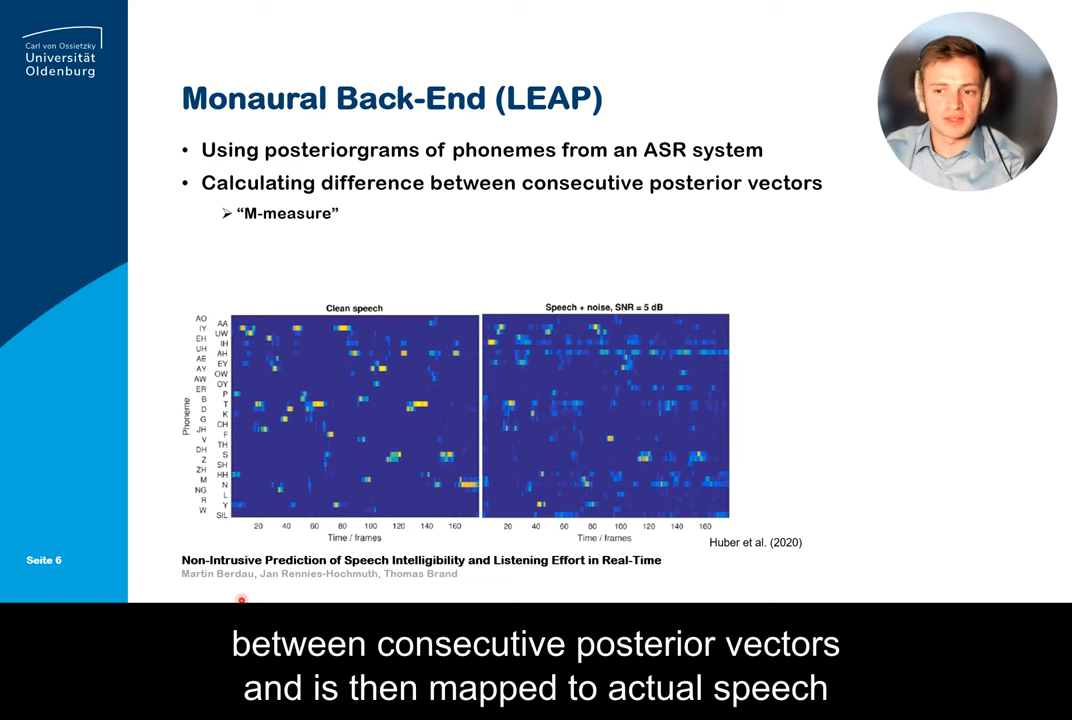 Carl von Ossietzky
Universität
Oldenburg
Monaural Back-End (LEAP)
• Using posteriorgrams of phonemes from an ASR system
• Calculating difference between consecutive posterior vectors
➢ “M-measure”
Clean speech
Speech + noise, SNR = 5 dB
Phoneme
AO
AA
IY
UW
EH
IH
UH
AH
AE
EY
AY
OW
AW
OY
ER
P
B
T
D
K
G
CH
JH
F
V
TH
DH
S
Z
SH
ZH
HH
M
N
NG
L
R
Y
W
SIL
20 40 60 80 100 120 140 160
20 40 60 80 100 120 140 160
Time / frames
Time / frames
Huber et al. (2020)
Seite 6
Non-Intrusive Prediction of Speech Intelligibility and Listening Effort in Real-Time
Martin Berdau, Jan Rennies-Hochmuth, Thomas Brand
between consecutive posterior vectors
and is then mapped to actual speech